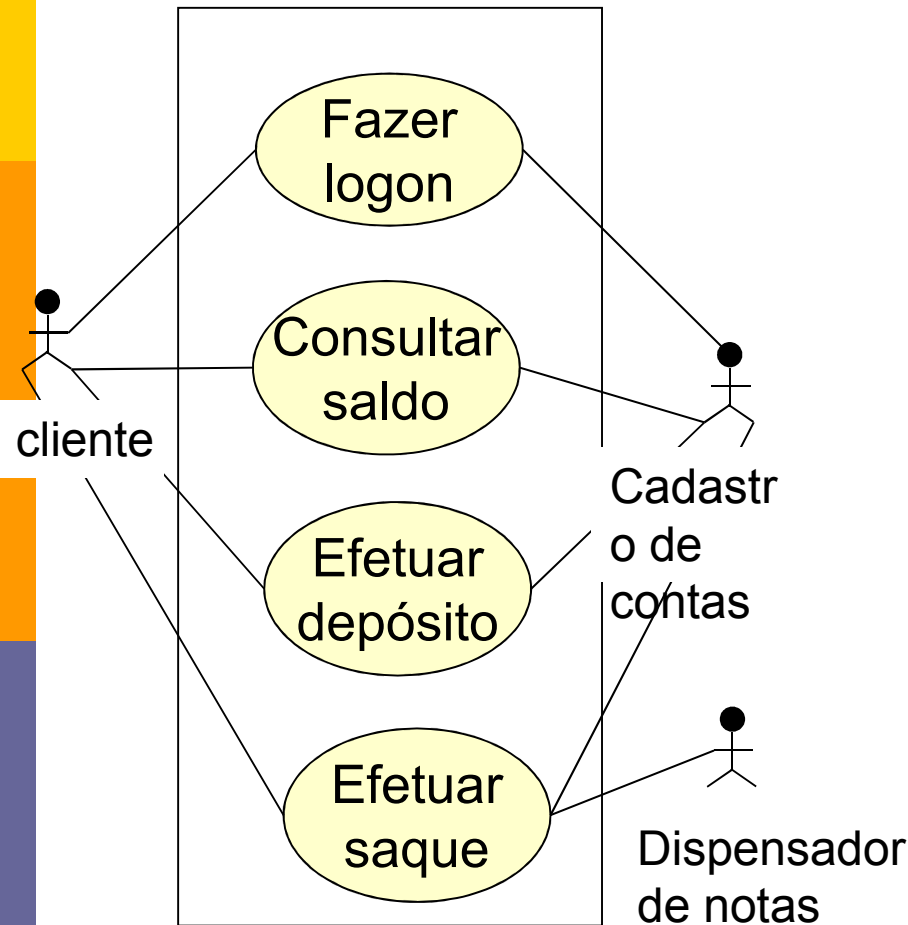 Fazer
logon
Consultar
saldo
cliente
Cadastr
o de
contas
Efetuar
depósito
Efetuar
saque
Dispensador
de notas